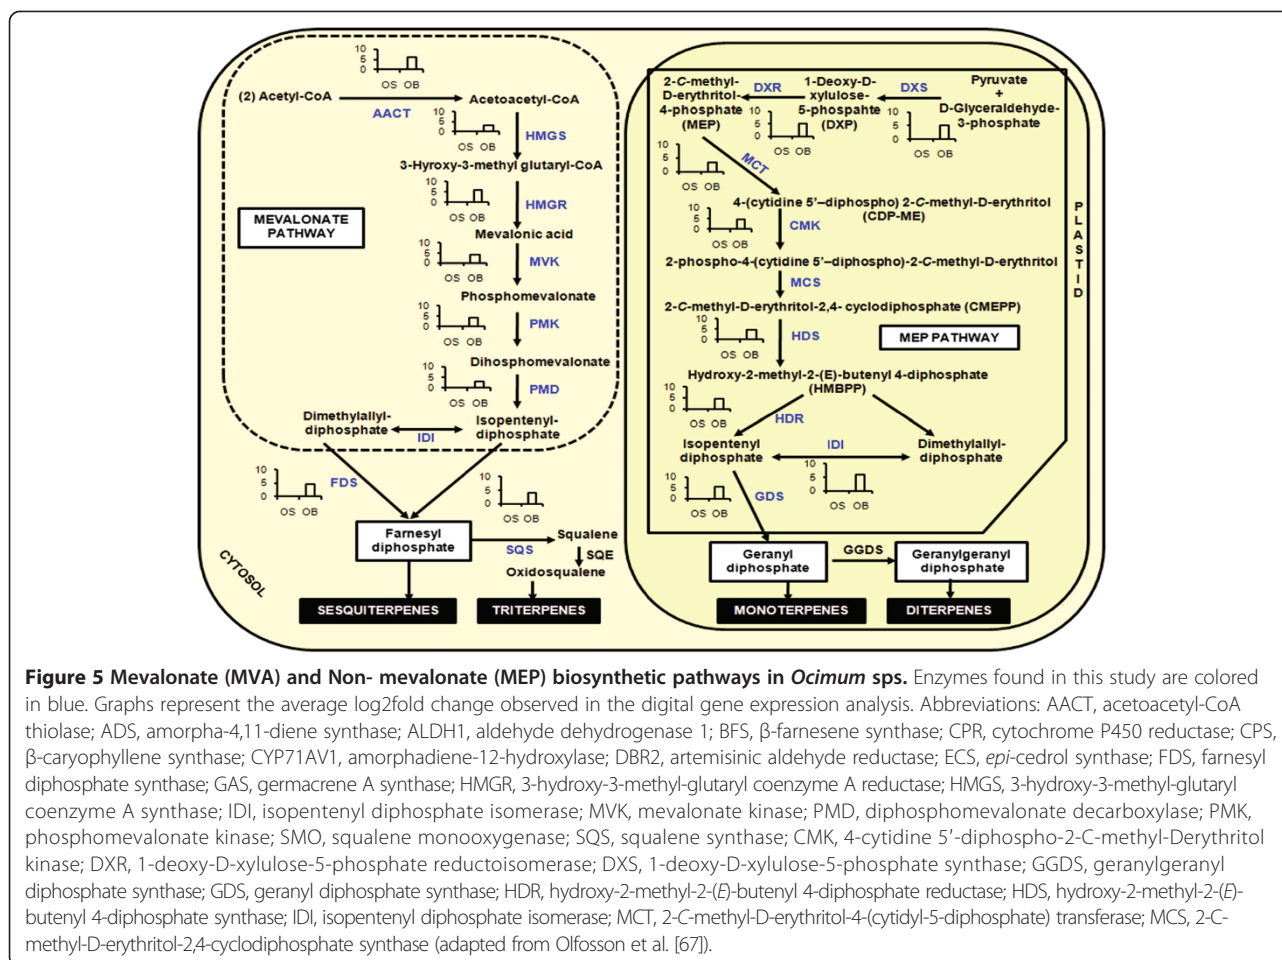 10
5
0
OS OB
(2) Acetyl-CoA
AACT
Acetoacetyl-CoA
10
5
0
OS OB
HMGS
3-Hyroxy-3-methyl glutaryl-CoA
10
5
0
OS OB
HMGR
MEVALONATE
PATHWAY
Mevalonic acid
10
5
0
OS OB
MVK
Phosphomevalonate
10
5
0
OS OB
PMK
Dihosphomevalonate
10
5
0
OS OB
PMD
Dimethylallyl-
diphosphate
IDI
Isopentenyl-
diphosphate
10
5
0
OS OB
FDS
10
5
0
OS OB
Farnesyl
diphosphate
SQS
Squalene
SQE
Oxidosqualene
CYTOSOL
SESQUITERPENES
TRITERPENES
2-C-methyl-
D-erythritol-
4-phosphate
(MEP)
DXR
10
5
0
OS OB
1-Deoxy-D-
xylulose-
5-phospahte
(DXP)
DXS
10
5
0
OS OB
Pyruvate
+
D-Glyceraldehyde-
3-phosphate
10
5
0
OS OB
MCT
4-(cytidine 5’–diphospho) 2-C-methyl-D-erythritol
(CDP-ME)
10
5
0
OS OB
CMK
2-phospho-4-(cytidine 5’–diphospho)-2-C-methyl-D-erythritol
MCS
2-C-methyl-D-erythritol-2,4- cyclodiphosphate (CMEPP)
10
5
0
OS OB
HDS
MEP PATHWAY
PLASTID
Hydroxy-2-methyl-2-(E)-butenyl 4-diphosphate
(HMBPP)
10
5
0
OS OB
HDR
Isopentenyl
diphosphate
IDI
Dimethylallyl-
diphosphate
10
5
0
OS OB
GDS
10
5
0
OS OB
Geranyl
diphosphate
GGDS
Geranylgeranyl
diphosphate
MONOTERPENES
DITERPENES
Figure 5 Mevalonate (MVA) and Non- mevalonate (MEP) biosynthetic pathways in Ocimum sps. Enzymes found in this study are colored
in blue. Graphs represent the average log2fold change observed in the digital gene expression analysis. Abbreviations: AACT, acetoacetyl-CoA
thiolase; ADS, amorpha-4,11-diene synthase; ALDH1, aldehyde dehydrogenase 1; BFS, β-farnesene synthase; CPR, cytochrome P450 reductase; CPS,
β-caryophyllene synthase; CYP71AV1, amorphadiene-12-hydroxylase; DBR2, artemisinic aldehyde reductase; ECS, epi-cedrol synthase; FDS, farnesyl
diphosphate synthase; GAS, germacrene A synthase; HMGR, 3-hydroxy-3-methyl-glutaryl coenzyme A reductase; HMGS, 3-hydroxy-3-methyl-glutaryl
coenzyme A synthase; IDI, isopentenyl diphosphate isomerase; MVK, mevalonate kinase; PMD, diphosphomevalonate decarboxylase; PMK,
phosphomevalonate kinase; SMO, squalene monooxygenase; SQS, squalene synthase; CMK, 4-cytidine 5′-diphospho-2-C-methyl-Derythritol
kinase; DXR, 1-deoxy-D-xylulose-5-phosphate reductoisomerase; DXS, 1-deoxy-D-xylulose-5-phosphate synthase; GGDS, geranylgeranyl
diphosphate synthase; GDS, geranyl diphosphate synthase; HDR, hydroxy-2-methyl-2-(E)-butenyl 4-diphosphate reductase; HDS, hydroxy-2-methyl-2-(E)-
butenyl 4-diphosphate synthase; IDI, isopentenyl diphosphate isomerase; MCT, 2-C-methyl-D-erythritol-4-(cytidyl-5-diphosphate) transferase; MCS, 2-C-
methyl-D-erythritol-2,4-cyclodiphosphate synthase (adapted from Olfosson et al. [67]).